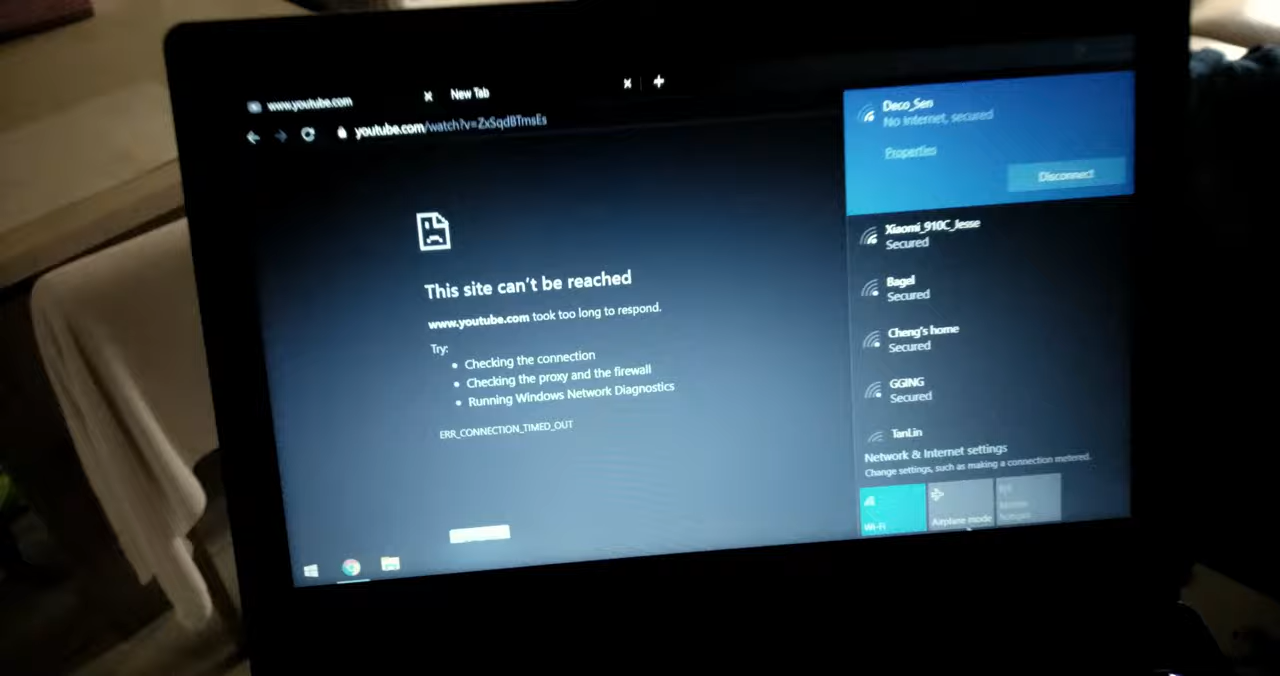 www.youtube.com
New Tab
youtube.com/watch?v=ZxSqdBTmsEs
This site can't be reached
www.youtube.com took too long to respond.
Try:
Checking the connection
Checking the proxy and the firewall
Running Windows Network Diagnostics
ERR_CONNECTION_TIMED_OUT
Deco_Sen
No Internet, secured
Properties
Disconnect
Xiaomi_910C_Jesse
Secured
Bagel
Secured
Cheng's home
Secured
GGING
Secured
TanLin
Network & Internet settings
Change settings, such as making a connection metered.
Wi-Fi
Airplane mode